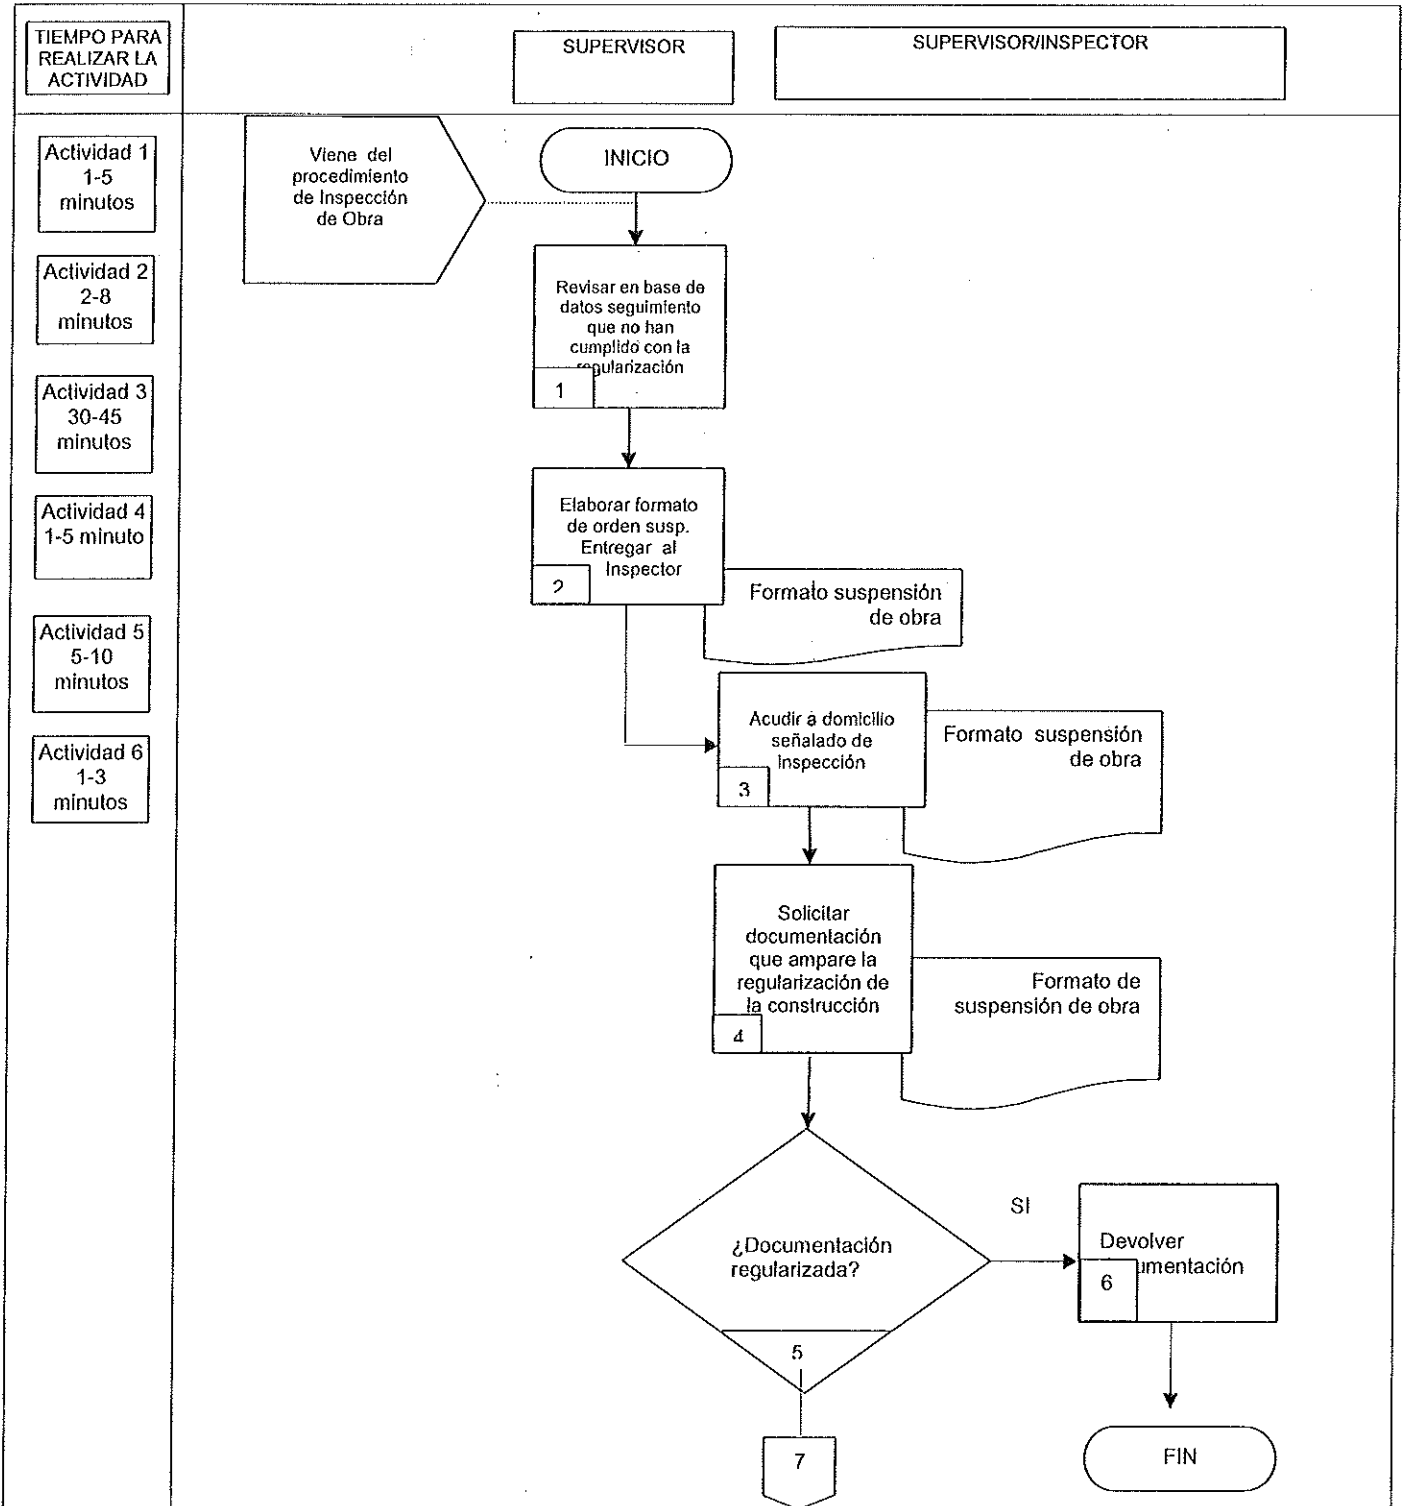 TIEMPO PARA
REALIZAR LA
ACTIVIDAD
SUPERVISOR
SUPERVISOR/INSPECTOR
Actividad 1
1-5
minutos
Actividad 2
2-8
minutos
Actividad 3
30-45
minutos
Actividad 4
1-5 minuto
Actividad 5
5-10
minutos
Actividad 6
1-3
minutos
Viene del
procedimiento
de Inspección
de Obra
INICIO
Revisar en base de
datos seguimiento
que no han
cumplido con la
regularización
1
Elaborar formato
de orden susp.
Entregar al
Inspector
2
Formato suspensión
de obra
Acudir a domicilio
señalado de
Inspección
3
Formato suspensión
de obra
Solicitar
documentación
que ampare la
regularización de
la construcción
4
Formato de
suspensión de obra
¿Documentación
regularizada?
5
SI
Devolver
umentación
6
7
FIN